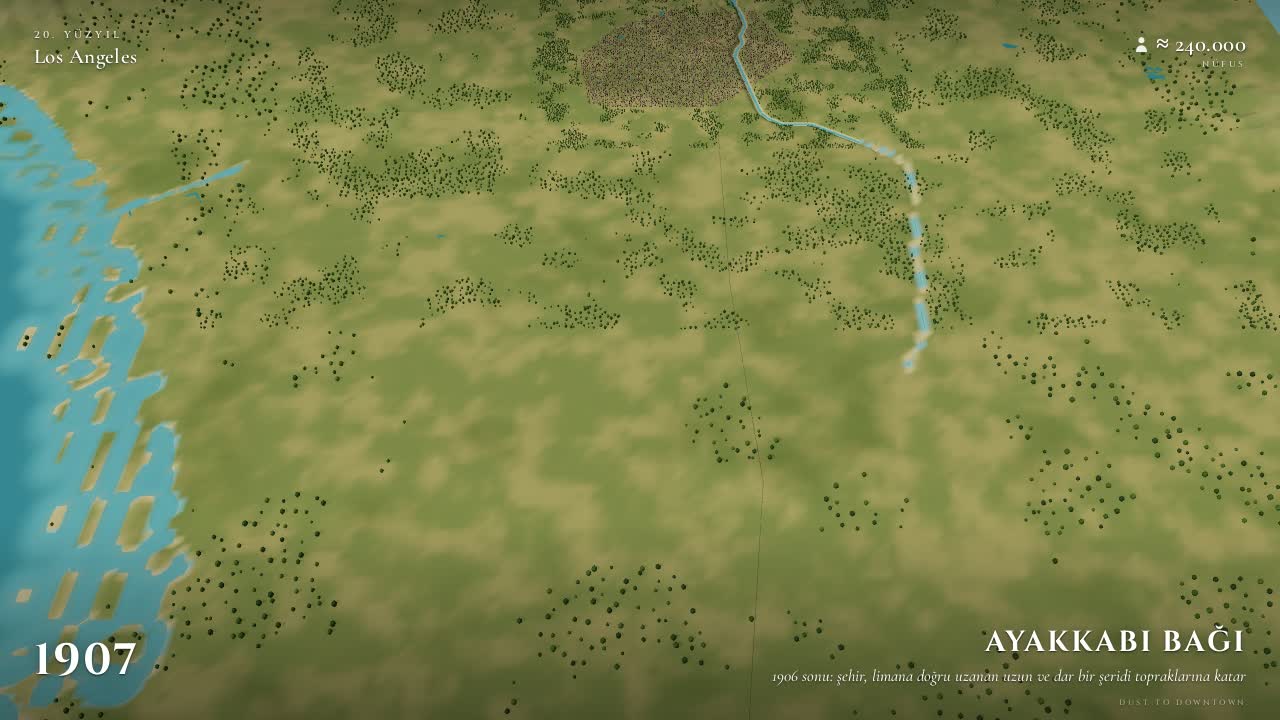 20. YÜZYIL
Los Angeles
≈ 240.000
NÜFUS
1907
AYAKKABI BAĞI
1906 sonu: şehir, limana doğru uzanan uzun ve dar bir şeridi topraklarına katar
DUST TO DOWNTOWN